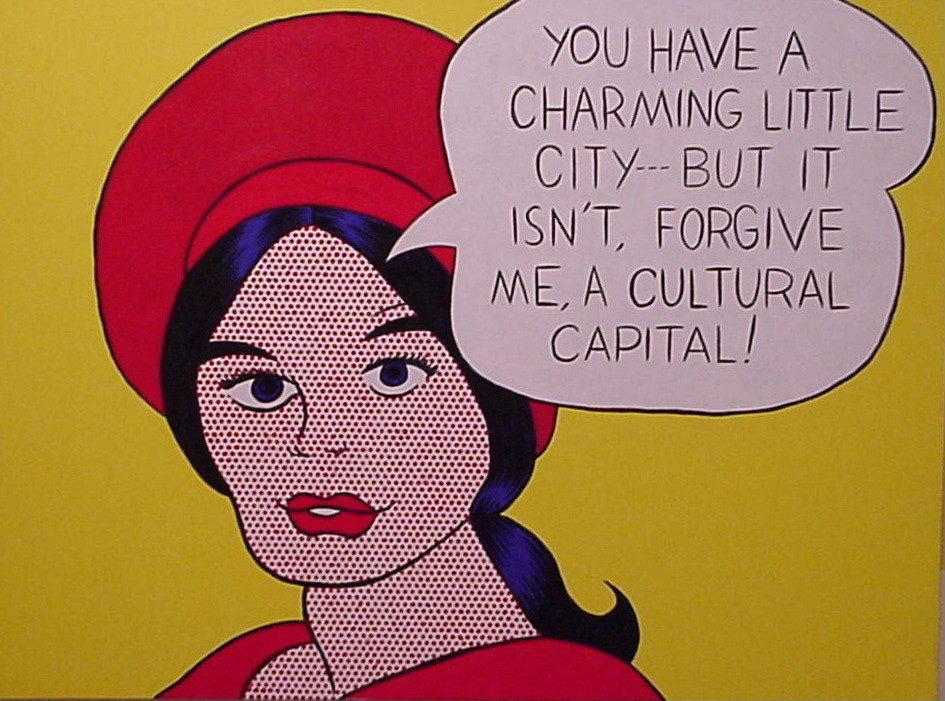 YOU HAVE A
CHARMING LITTLE
CITY---BUT IT
ISN'T, FORGIVE
ME, A CULTURAL
CAPITAL!